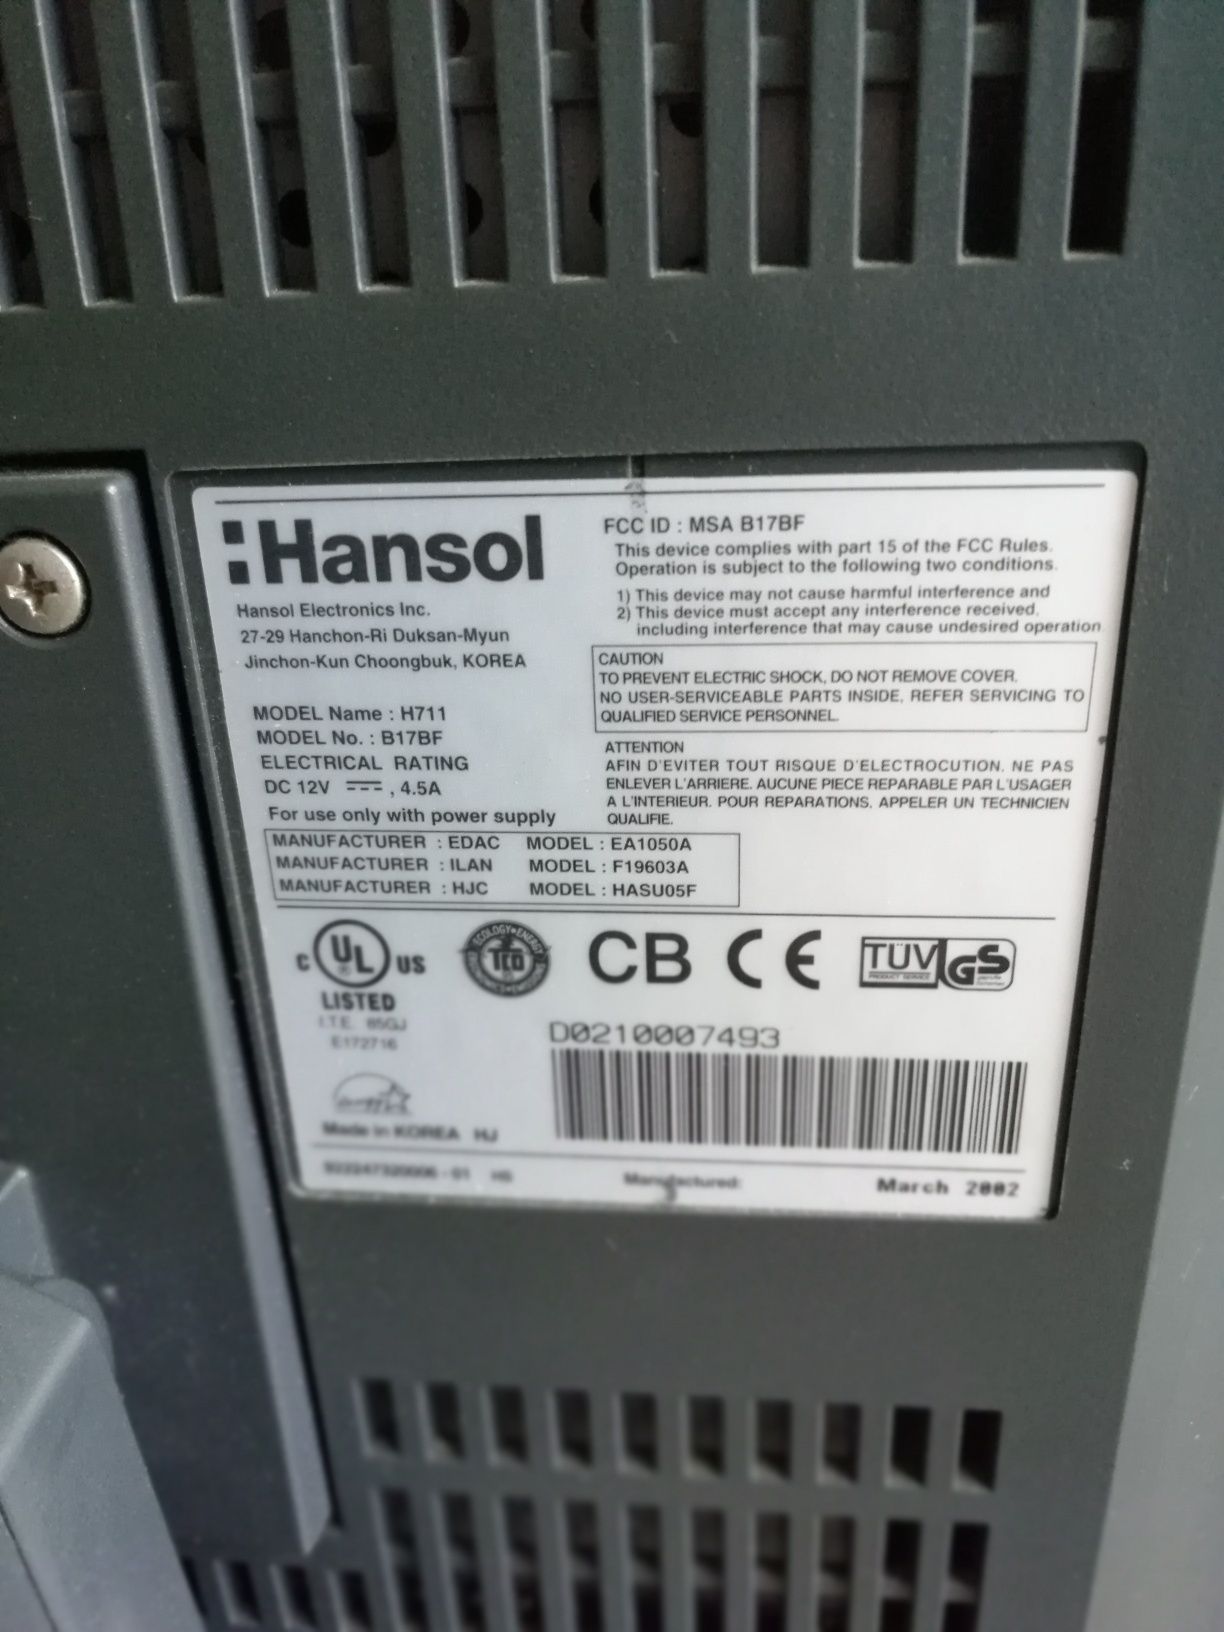 Hansol
Hansol Electronics Inc.
27-29 Hanchon-Ri Duksan-Myun
Jinchon-Kun Choongbuk, KOREA
MODEL Name : H711
MODEL No. : B17BF
ELECTRICAL RATING
DC 12V , 4.5A
For use only with power supply
MANUFACTURER : EDAC MODEL : EA1050A
MANUFACTURER : ILAN MODEL : F19603A
MANUFACTURER : HJC MODEL : HASU05F
FCC ID : MSA B17BF
This device complies with part 15 of the FCC Rules.
Operation is subject to the following two conditions.
1) This device may not cause harmful interference and
2) This device must accept any interference received,
including interference that may cause undesired operation
CAUTION
TO PREVENT ELECTRIC SHOCK, DO NOT REMOVE COVER.
NO USER-SERVICEABLE PARTS INSIDE, REFER SERVICING TO
QUALIFIED SERVICE PERSONNEL.
ATTENTION
AFIN D'EVITER TOUT RISQUE D'ELECTROCUTION. NE PAS
ENLEVER L'ARRIERE. AUCUNE PIECE REPARABLE PAR L'USAGER
A L'INTERIEUR. POUR REPARATIONS, APPELER UN TECHNICIEN
QUALIFIE.
C UL US
LISTED
I.T.E. 85GJ
E172716
ECOLOGY ENERGY
TCO
CB CE
TÜV GS
PRODUCT SERVICE
D0210007493
Made in KOREA HJ
Manufactured: March 2002